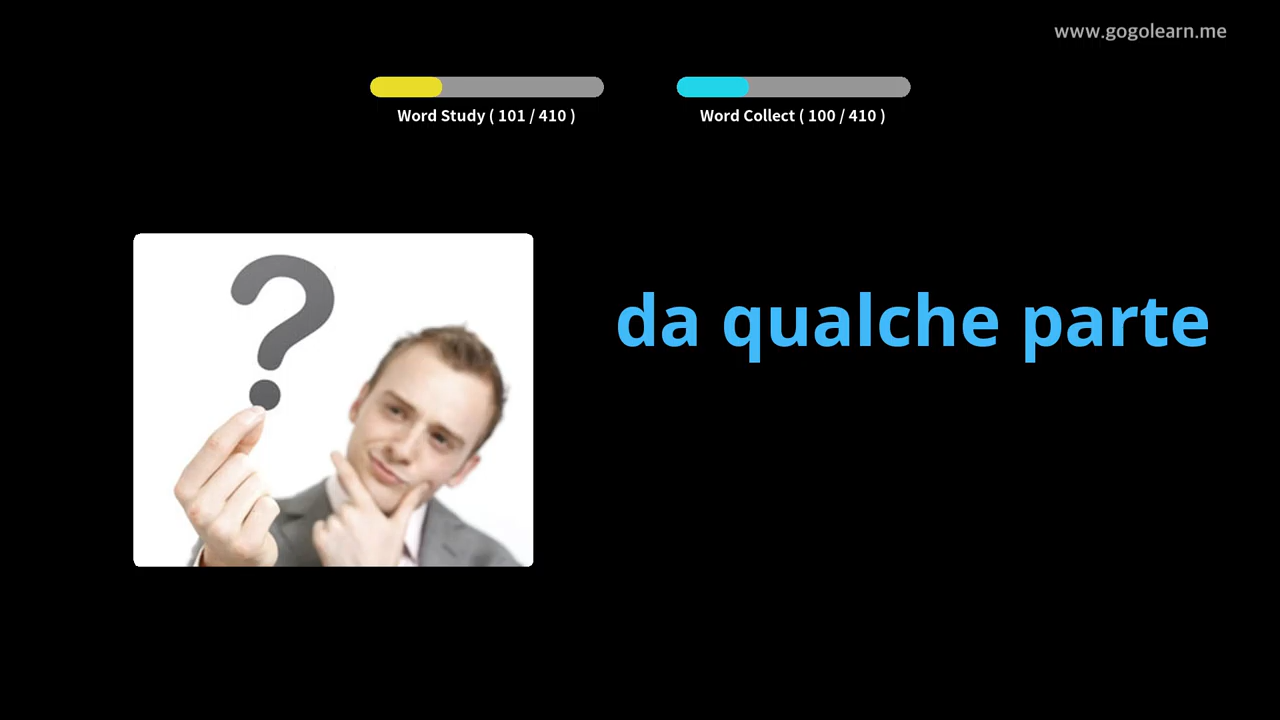 www.gogolearn.me
Word Study ( 101 / 410 )
Word Collect ( 100 / 410 )
da qualche parte
?